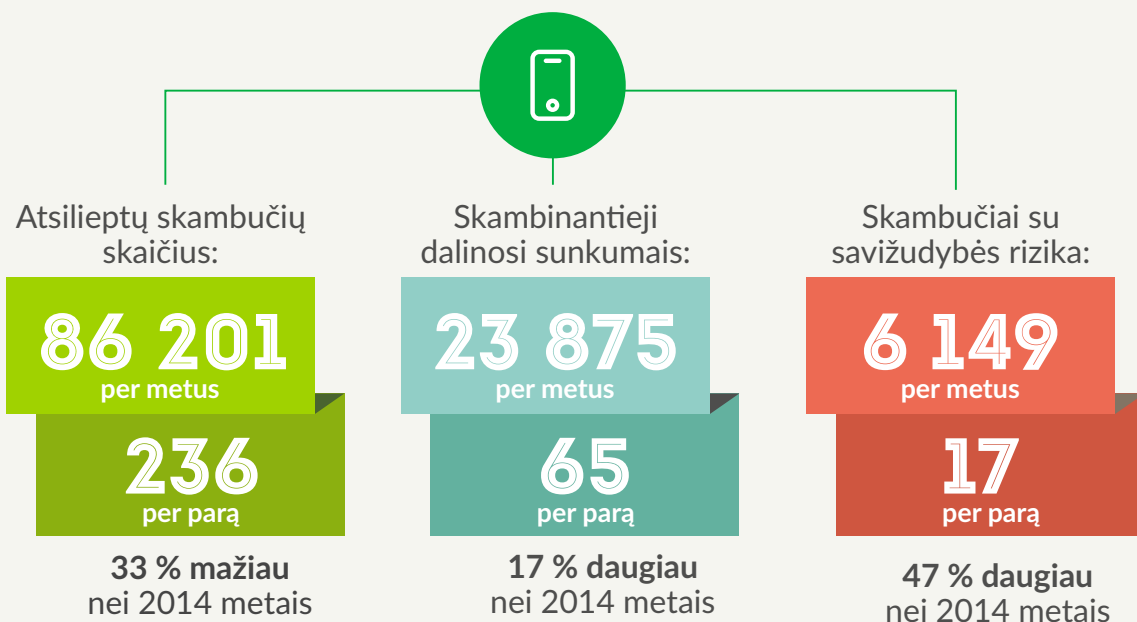 Atsilieptų skambučių
skaičius:
86 201
per metus
236
per parą
33 % mažiau
nei 2014 metais
Skambinantieji
dalinosi sunkumais:
23 875
per metus
65
per parą
17 % daugiau
nei 2014 metais
Skambučiai su
savižudybės rizika:
6 149
per metus
17
per parą
47 % daugiau
nei 2014 metais